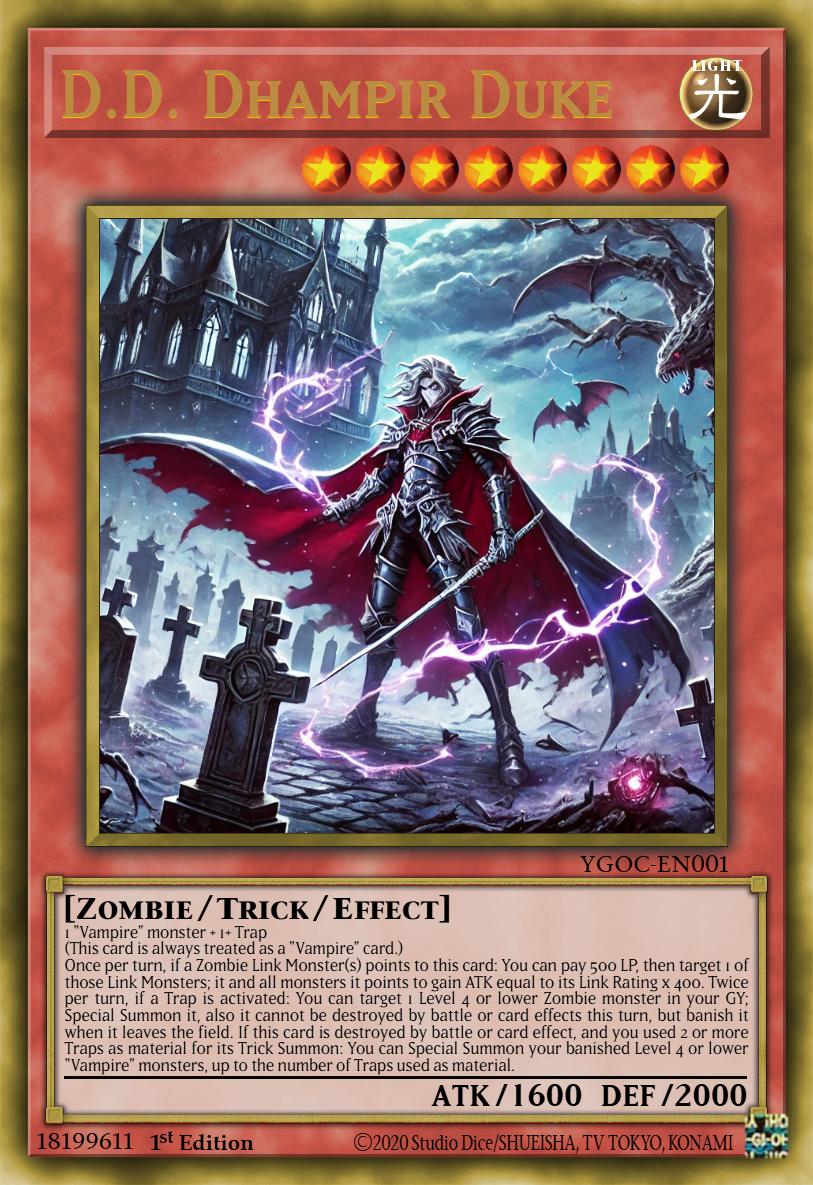 D.D. Dhampir Duke
LIGHT
光
YGOC-EN001
[Zombie/Trick/Effect]
1 "Vampire" monster + 1+ Trap
(This card is always treated as a "Vampire" card.)
Once per turn, if a Zombie Link Monster(s) points to this card: You can pay 500 LP, then target 1 of
those Link Monsters; it and all monsters it points to gain ATK equal to its Link Rating x 400. Twice
per turn, if a Trap is activated: You can target 1 Level 4 or lower Zombie monster in your GY;
Special Summon it, also it cannot be destroyed by battle or card effects this turn, but banish it
when it leaves the field. If this card is destroyed by battle or card effect, and you used 2 or more
Traps as material for its Trick Summon: You can Special Summon your banished Level 4 or lower
"Vampire" monsters, up to the number of Traps used as material.
ATK/1600 DEF/2000
18199611 1st Edition ©2020 Studio Dice/SHUEISHA, TV TOKYO, KONAMI